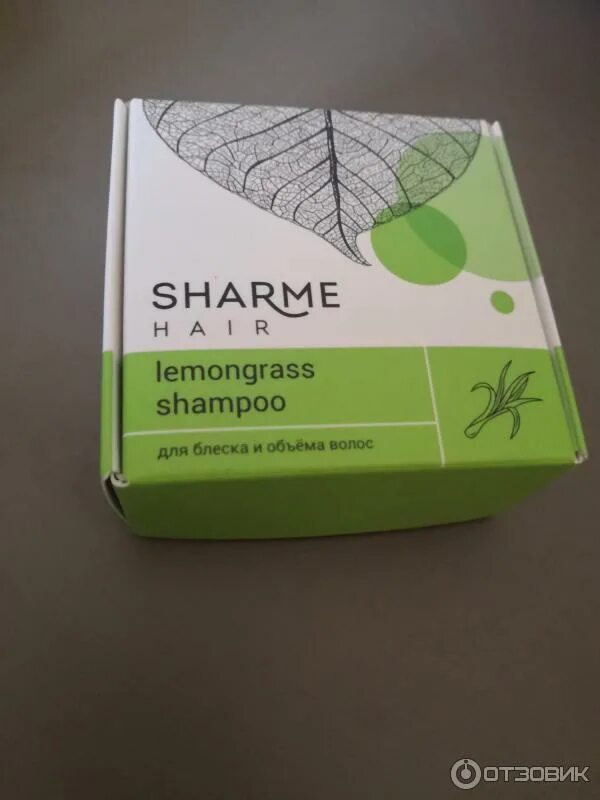 SHARME
HAIR
lemongrass
shampoo
для блеска и объёма волос
ОТЗОВИК